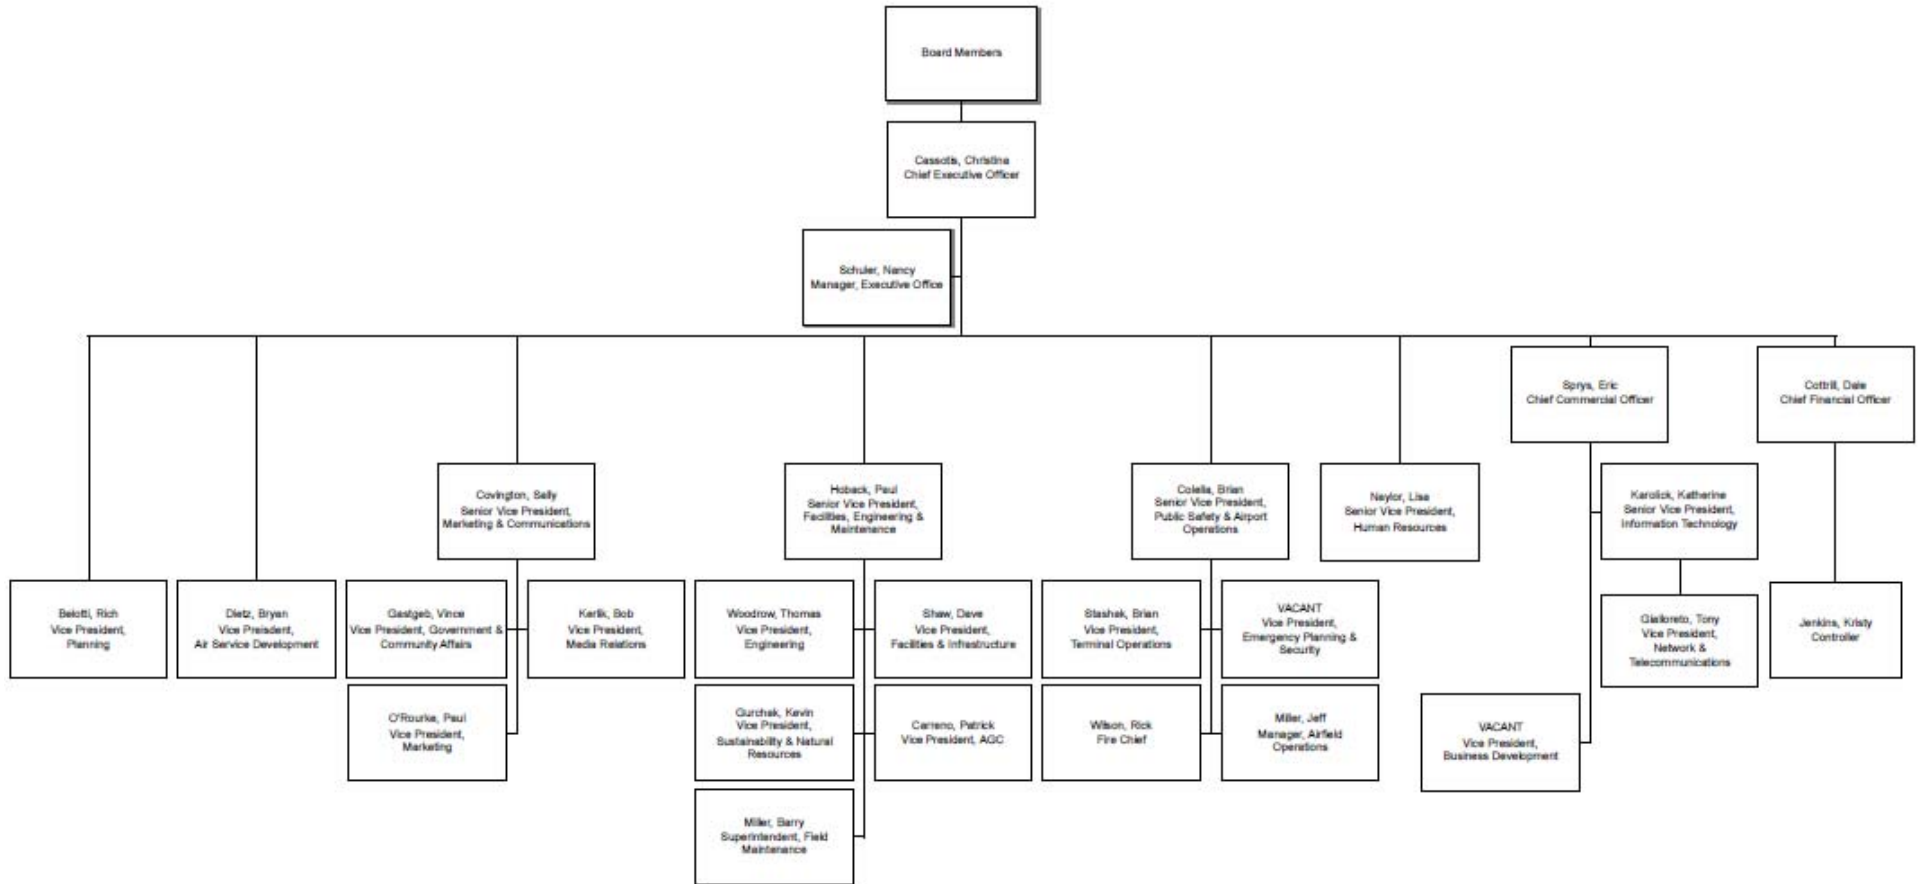 Board Members
Cassotis, Christina
Chief Executive Officer
Schuler, Nancy
Manager, Executive Office
Sprys, Eric
Chief Commercial Officer
Cottrill, Dale
Chief Financial Officer
Covington, Sally
Senior Vice President,
Marketing & Communications
Hoback, Paul
Senior Vice President,
Facilities, Engineering &
Maintenance
Colella, Brian
Senior Vice President,
Public Safety & Airport
Operations
Naylor, Lisa
Senior Vice President,
Human Resources
Karolick, Katherine
Senior Vice President,
Information Technology
Belotti, Rich
Vice President,
Planning
Dietz, Bryan
Vice Preisdent,
Air Service Development
Gastgeb, Vince
Vice President, Government &
Community Affairs
Kerlik, Bob
Vice President,
Media Relations
Woodrow, Thomas
Vice President,
Engineering
Shaw, Dave
Vice President,
Facilities & Infrastructure
Stashak, Brian
Vice President,
Terminal Operations
VACANT
Vice President,
Emergency Planning &
Security
Gialloreto, Tony
Vice President,
Network &
Telecommunications
Jenkins, Kristy
Controller
O'Rourke, Paul
Vice President,
Marketing
Gurchak, Kevin
Vice President,
Sustainability & Natural
Resources
Carreno, Patrick
Vice President, AGC
Wilson, Rick
Fire Chief
Miller, Jeff
Manager, Airfield
Operations
VACANT
Vice President,
Business Development
Miller, Barry
Superintendent, Field
Maintenance